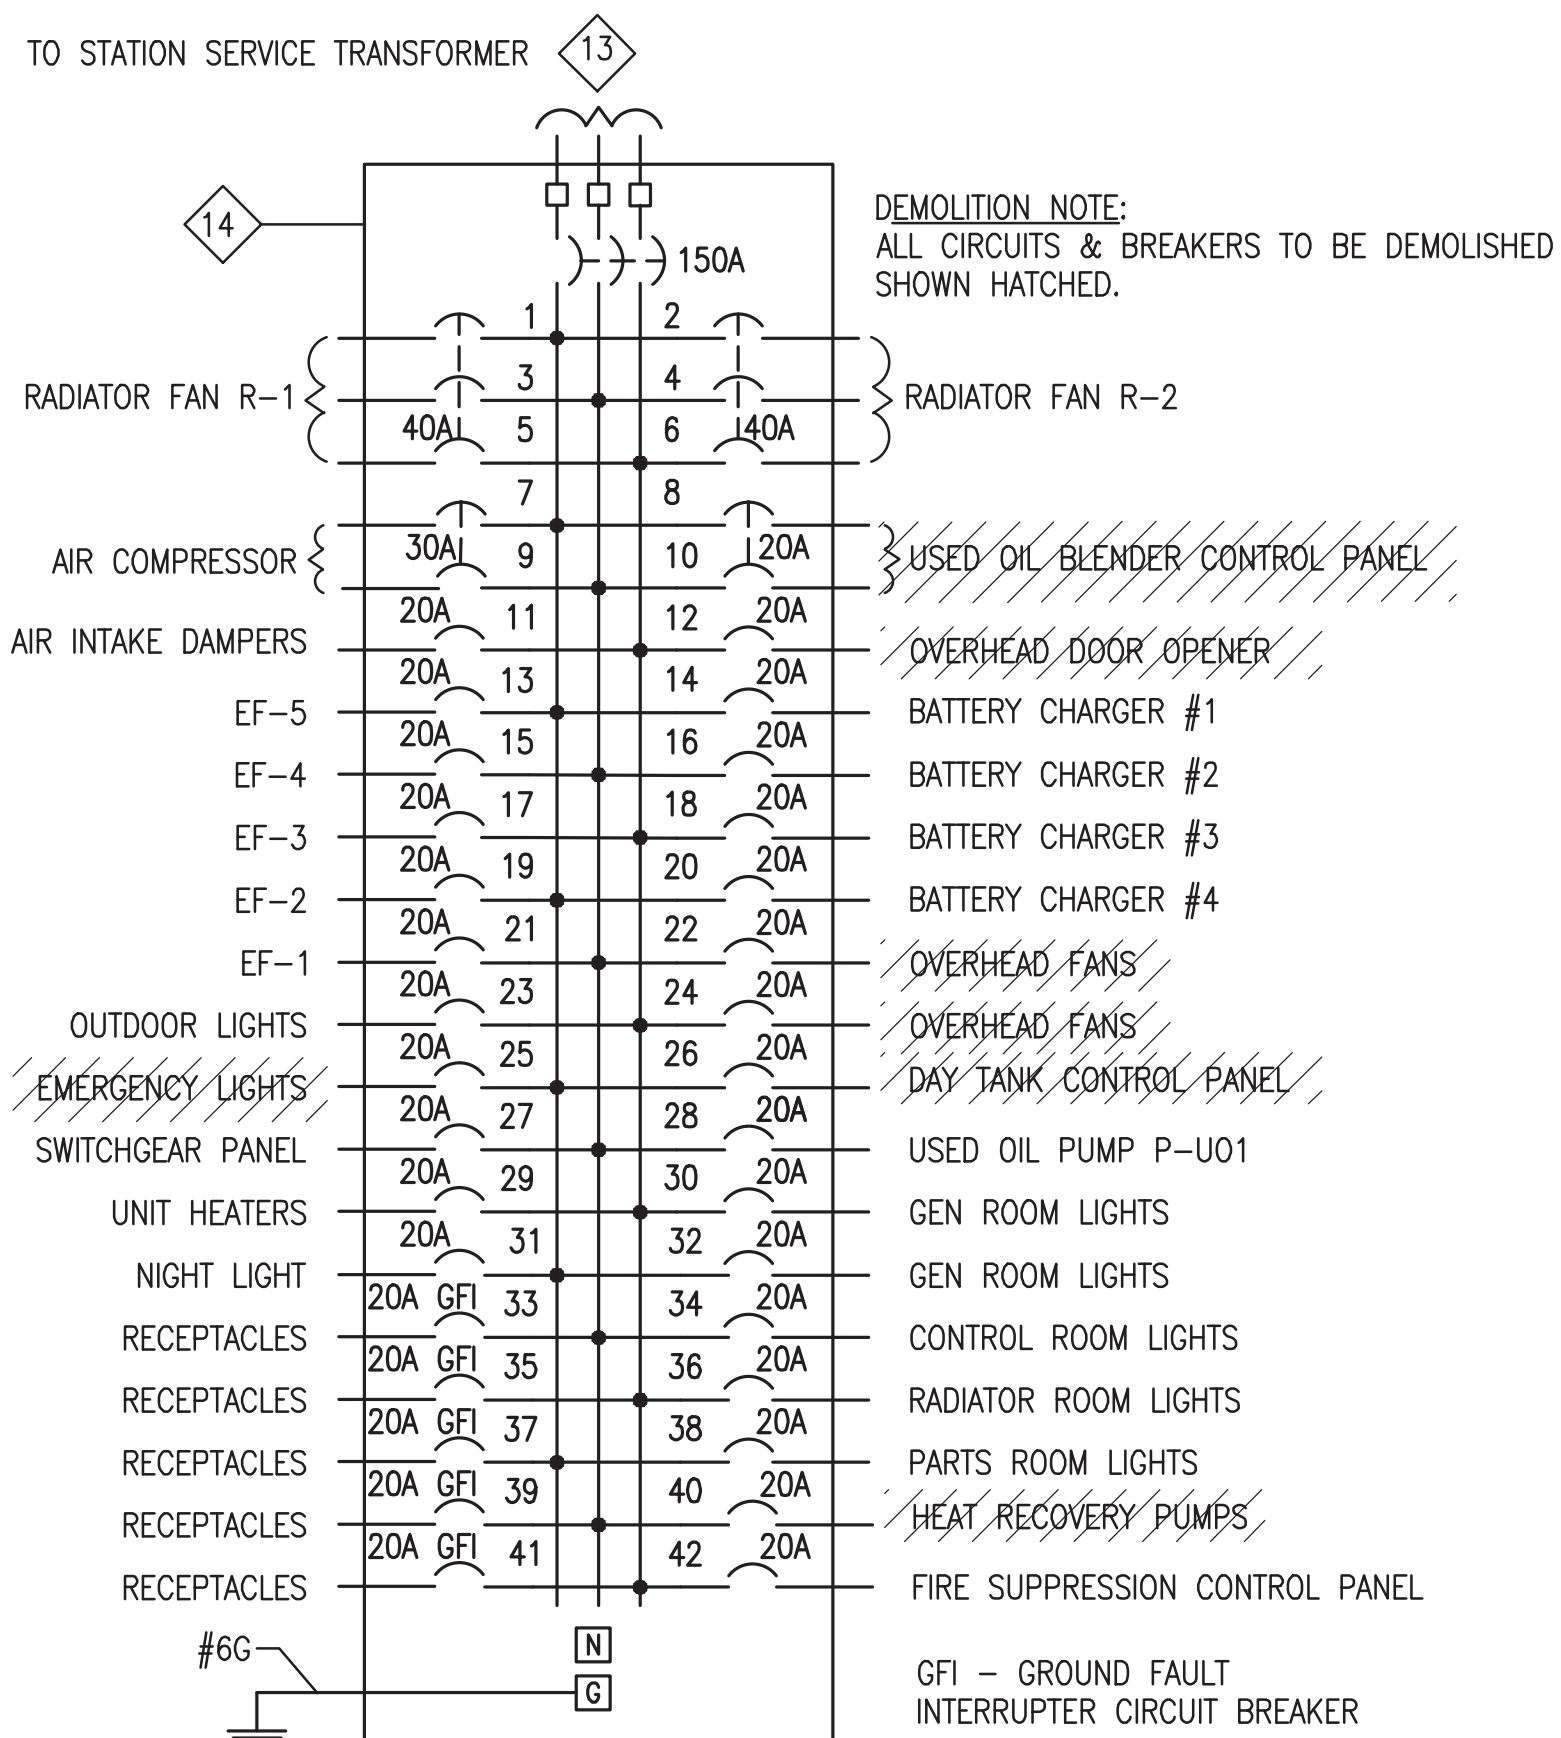 TO STATION SERVICE TRANSFORMER 13
14
DEMOLITION NOTE:
ALL CIRCUITS & BREAKERS TO BE DEMOLISHED
SHOWN HATCHED.
150A
1 2
3 4
RADIATOR FAN R-1 RADIATOR FAN R-2
40A 5 6 40A
7 8
AIR COMPRESSOR 30A 9 10 20A USED OIL BLENDER CONTROL PANEL
20A 11 12 20A
AIR INTAKE DAMPERS OVERHEAD DOOR OPENER
20A 13 14 20A
EF-5 BATTERY CHARGER #1
20A 15 16 20A
EF-4 BATTERY CHARGER #2
20A 17 18 20A
EF-3 BATTERY CHARGER #3
20A 19 20 20A
EF-2 BATTERY CHARGER #4
20A 21 22 20A
EF-1 OVERHEAD FANS
20A 23 24 20A
OUTDOOR LIGHTS OVERHEAD FANS
20A 25 26 20A
EMERGENCY LIGHTS DAY TANK CONTROL PANEL
20A 27 28 20A
SWITCHGEAR PANEL USED OIL PUMP P-UO1
20A 29 30 20A
UNIT HEATERS GEN ROOM LIGHTS
20A 31 32 20A
NIGHT LIGHT GEN ROOM LIGHTS
20A GFI 33 34 20A
RECEPTACLES CONTROL ROOM LIGHTS
20A GFI 35 36 20A
RECEPTACLES RADIATOR ROOM LIGHTS
20A GFI 37 38 20A
RECEPTACLES PARTS ROOM LIGHTS
20A GFI 39 40 20A
RECEPTACLES HEAT RECOVERY PUMPS
20A GFI 41 42 20A
RECEPTACLES FIRE SUPPRESSION CONTROL PANEL
#6G N
G
GFI - GROUND FAULT
INTERRUPTER CIRCUIT BREAKER